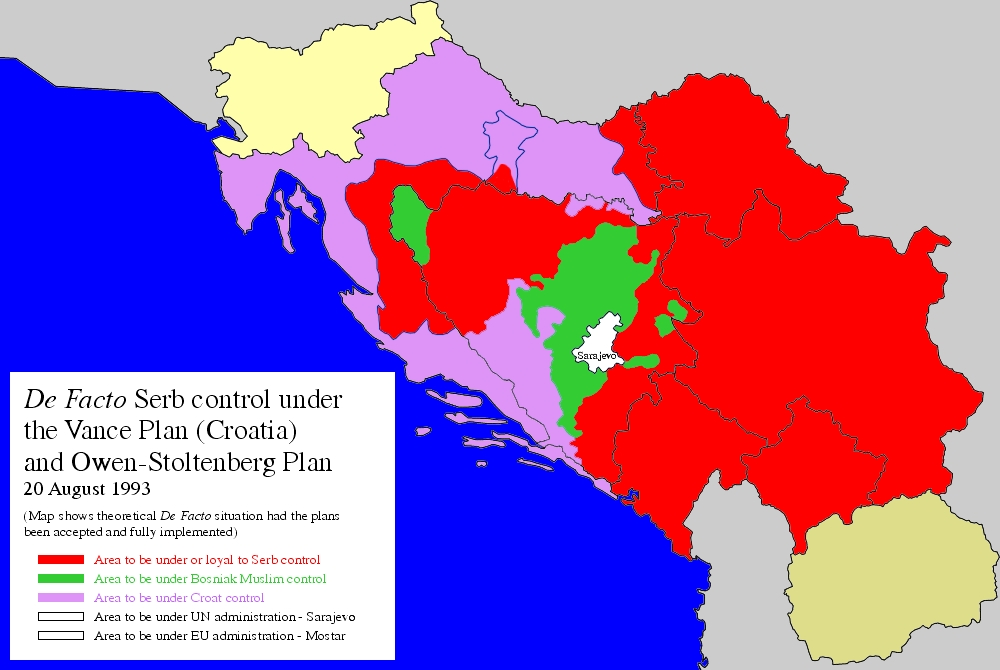 De Facto Serb control under
the Vance Plan (Croatia)
and Owen-Stoltenberg Plan
20 August 1993
(Map shows theoretical De Facto situation had the plans
been accepted and fully implemented)
Area to be under or loyal to Serb control
Area to be under Bosniak Muslim control
Area to be under Croat control
Area to be under UN administration - Sarajevo
Area to be under EU administration - Mostar
Sarajevo